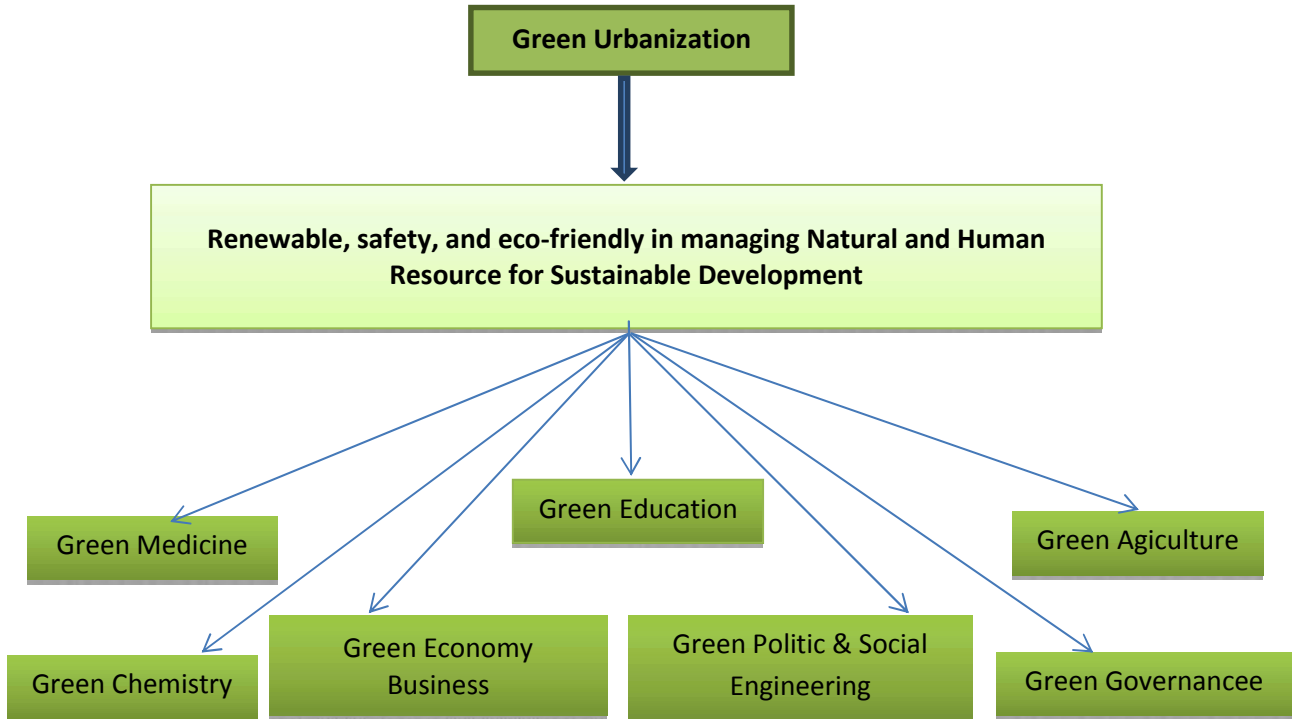 Green Urbanization
Renewable, safety, and eco-friendly in managing Natural and Human
Resource for Sustainable Development
Green Education
Green Medicine
Green Agiculture
Green Economy
Business
Green Politic & Social
Engineering
Green Chemistry
Green Governancee